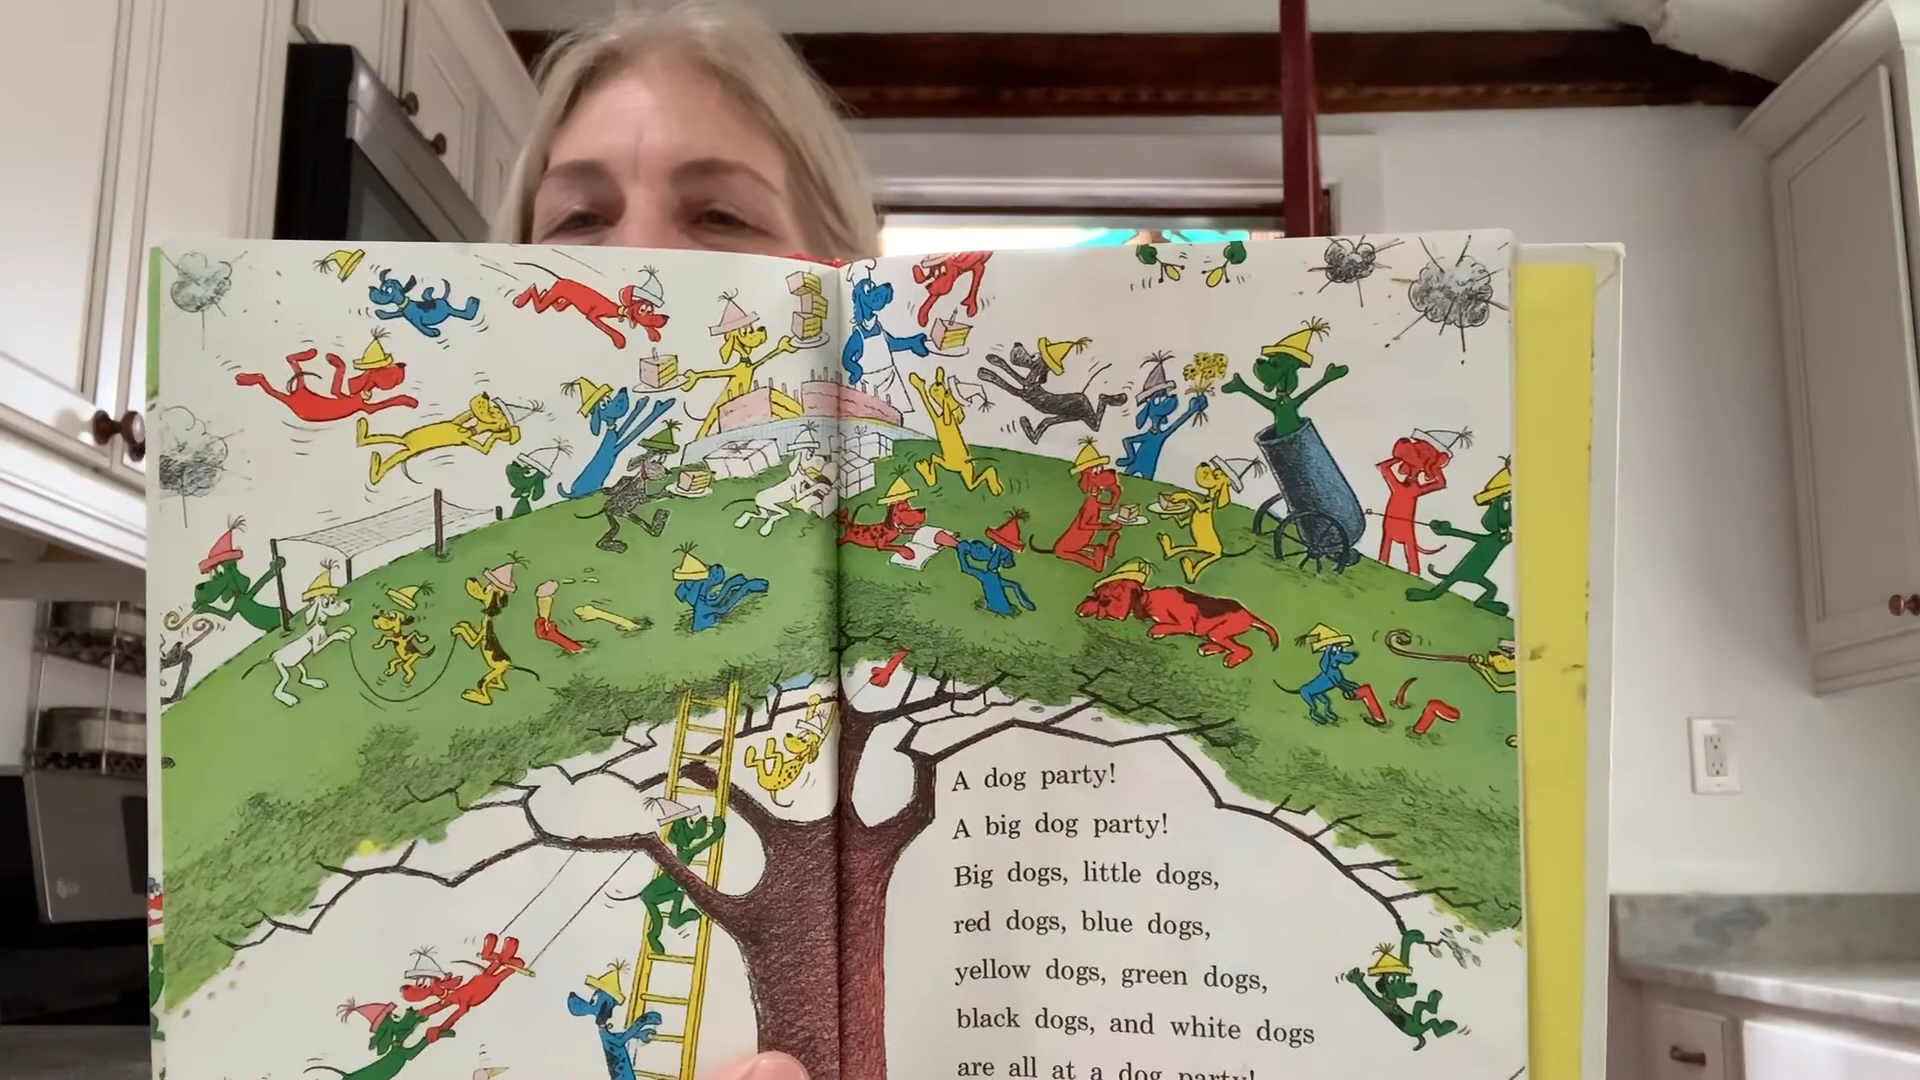 A dog party!
A big dog party!
Big dogs, little dogs,
red dogs, blue dogs,
yellow dogs, green dogs,
black dogs, and white dogs
are all at a dog party!